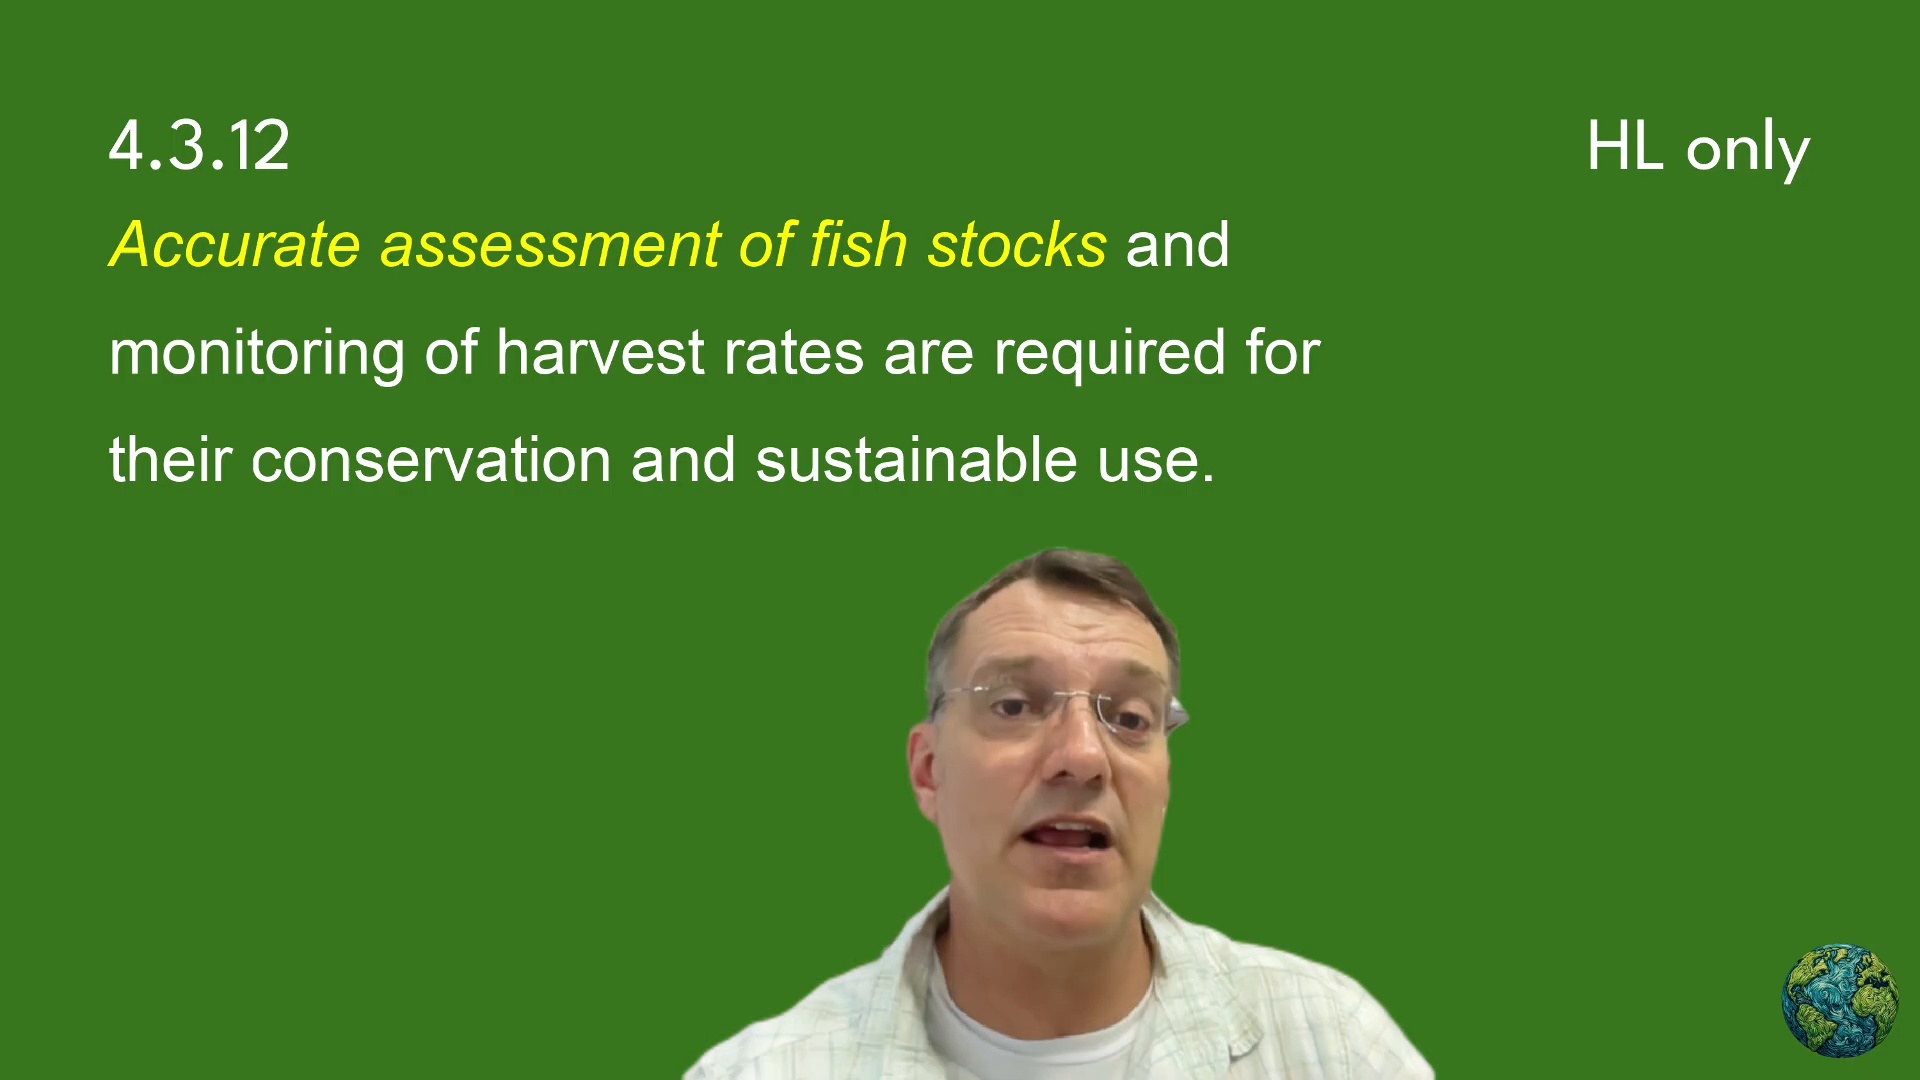 4.3.12
HL only
Accurate assessment of fish stocks and
monitoring of harvest rates are required for
their conservation and sustainable use.